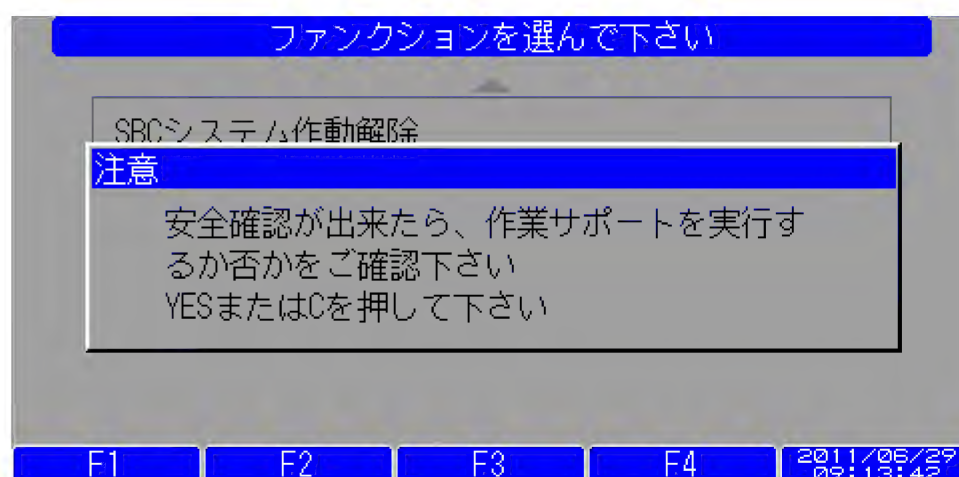 ファンクションを選んで下さい
SBCシステム作動解除
注意
安全確認が出来たら、作業サポートを実行す
るか否かをご確認下さい
YESまたはCを押して下さい
F1 F2 F3 F4 2011/06/29
09:13:42